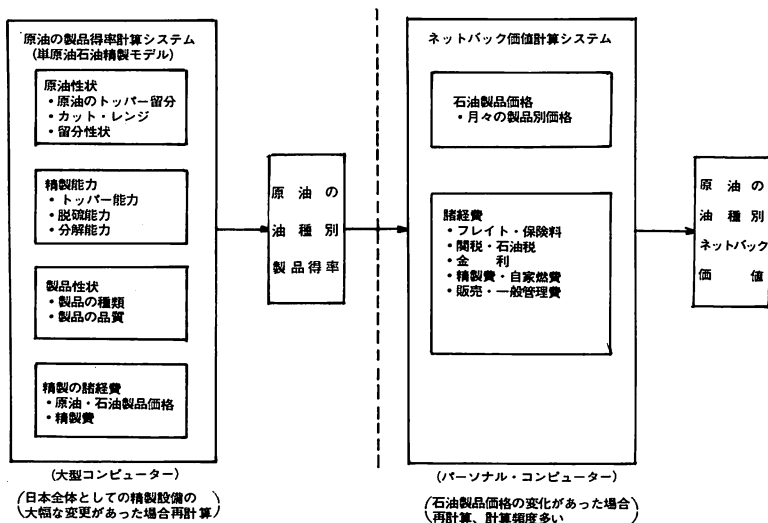 原油の製品得率計算システム
(単原油石油精製モデル)
原油性状
・原油のトッパー留分
・カット・レンジ
・留分性状
精製能力
・トッパー能力
・脱硫能力
・分解能力
製品性状
・製品の種類
・製品の品質
精製の諸経費
・原油・石油製品価格
・精製費
(大型コンピューター)
(日本全体としての精製設備の
大幅な変更があった場合再計算)
原油の
油種別
製品得率
ネットバック価値計算システム
石油製品価格
・月々の製品別価格
諸経費
・フレイト・保険料
・関税・石油税
・金 利
・精製費・自家燃費
・販売・一般管理費
(パーソナル・コンピューター)
(石油製品価格の変化があった場合
再計算、計算頻度多い)
原油の
油種別
ネットバック
価値